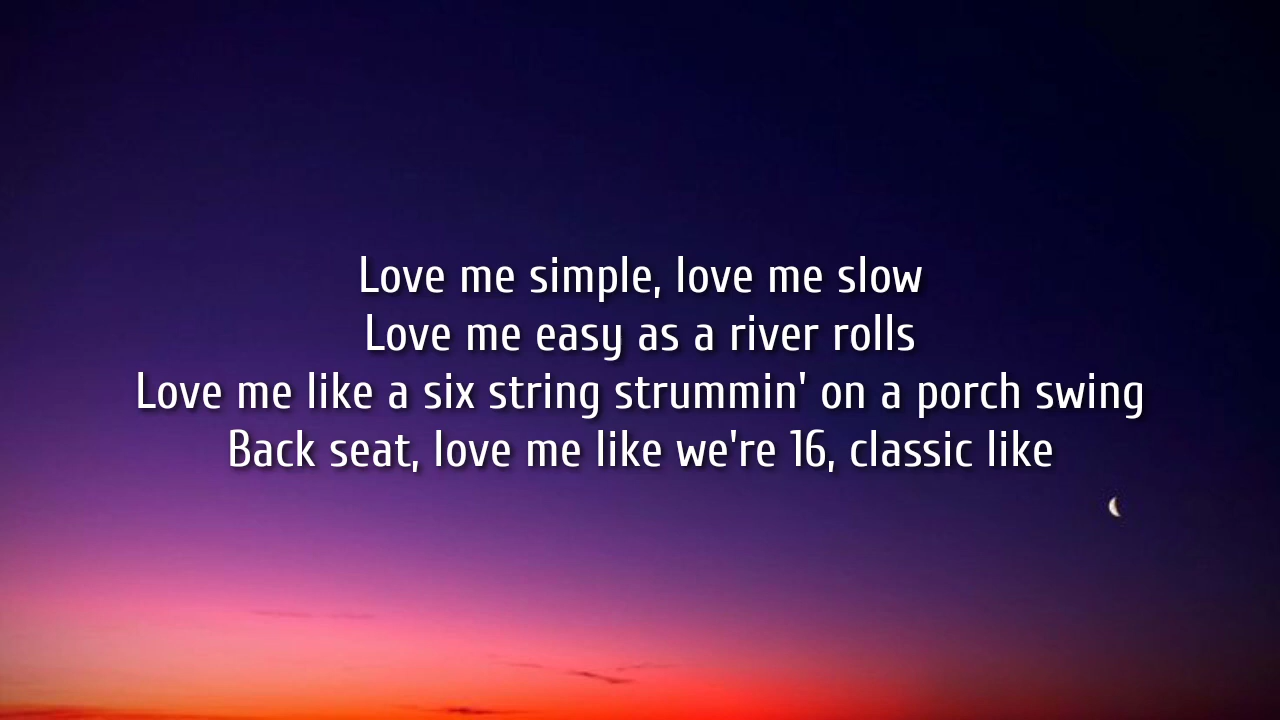 Love me simple, love me slow
Love me easy as a river rolls
Love me like a six string strummin' on a porch swing
Back seat, love me like we're 16, classic like